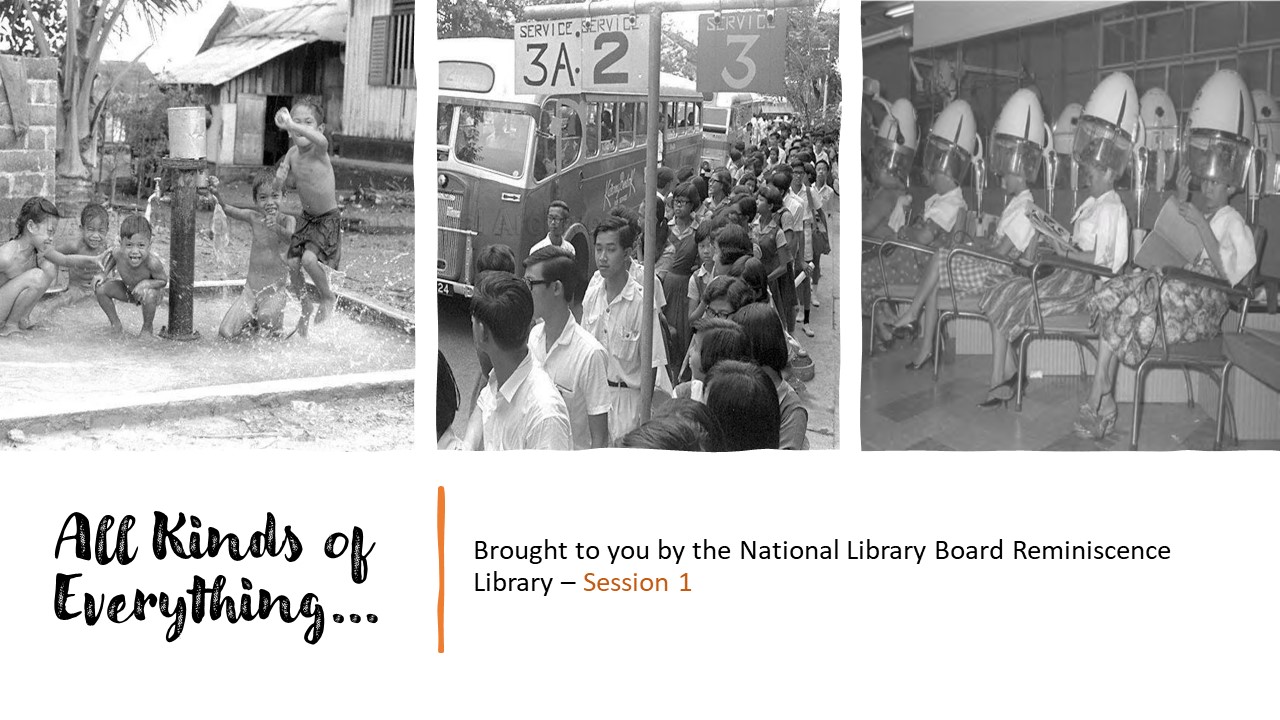 SERVICE
3A
SERVICE
2
SERVICE
3
24
All Kinds of
Everything...
Brought to you by the National Library Board Reminiscence
Library – Session 1